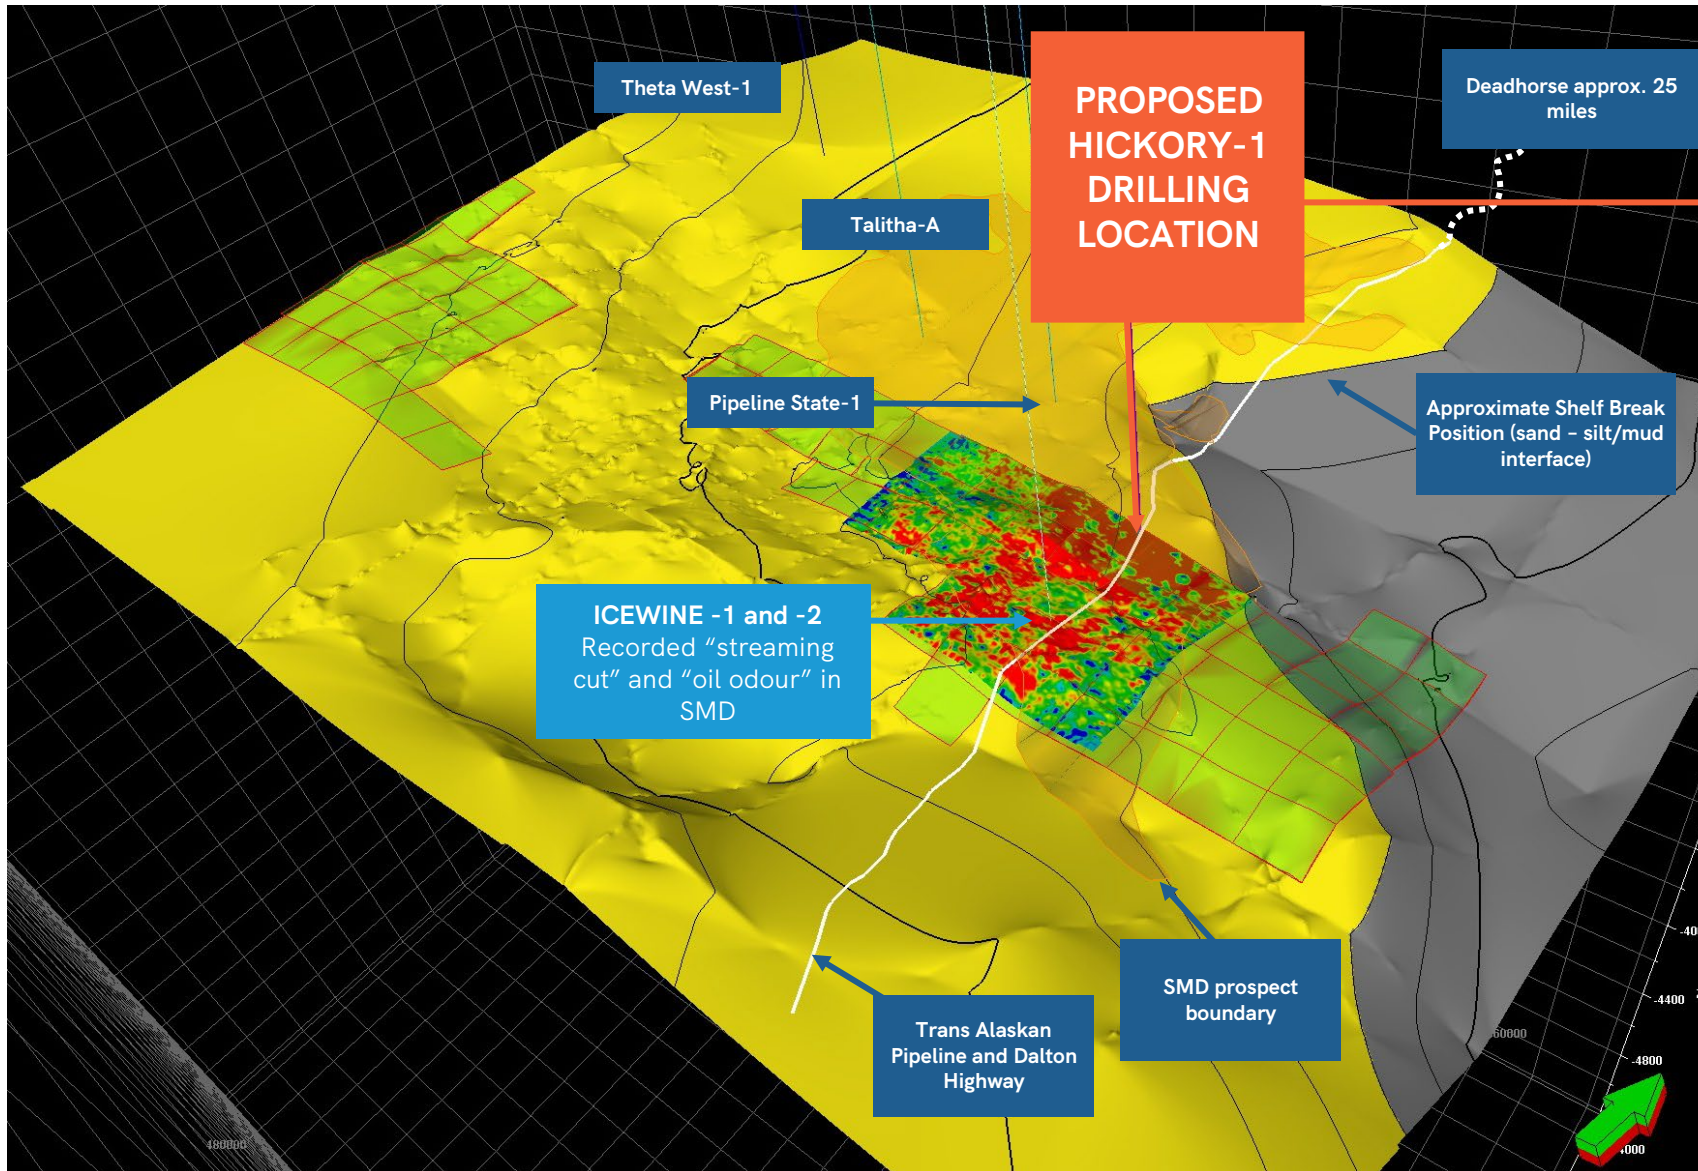 Theta West-1
PROPOSED
HICKORY-1
DRILLING
LOCATION
Deadhorse approx. 25
miles
Talitha-A
Pipeline State-1
Approximate Shelf Break
Position (sand – silt/mud
interface)
ICEWINE -1 and -2
Recorded “streaming
cut” and “oil odour” in
SMD
SMD prospect
boundary
Trans Alaskan
Pipeline and Dalton
Highway
-4400
-4800
480000